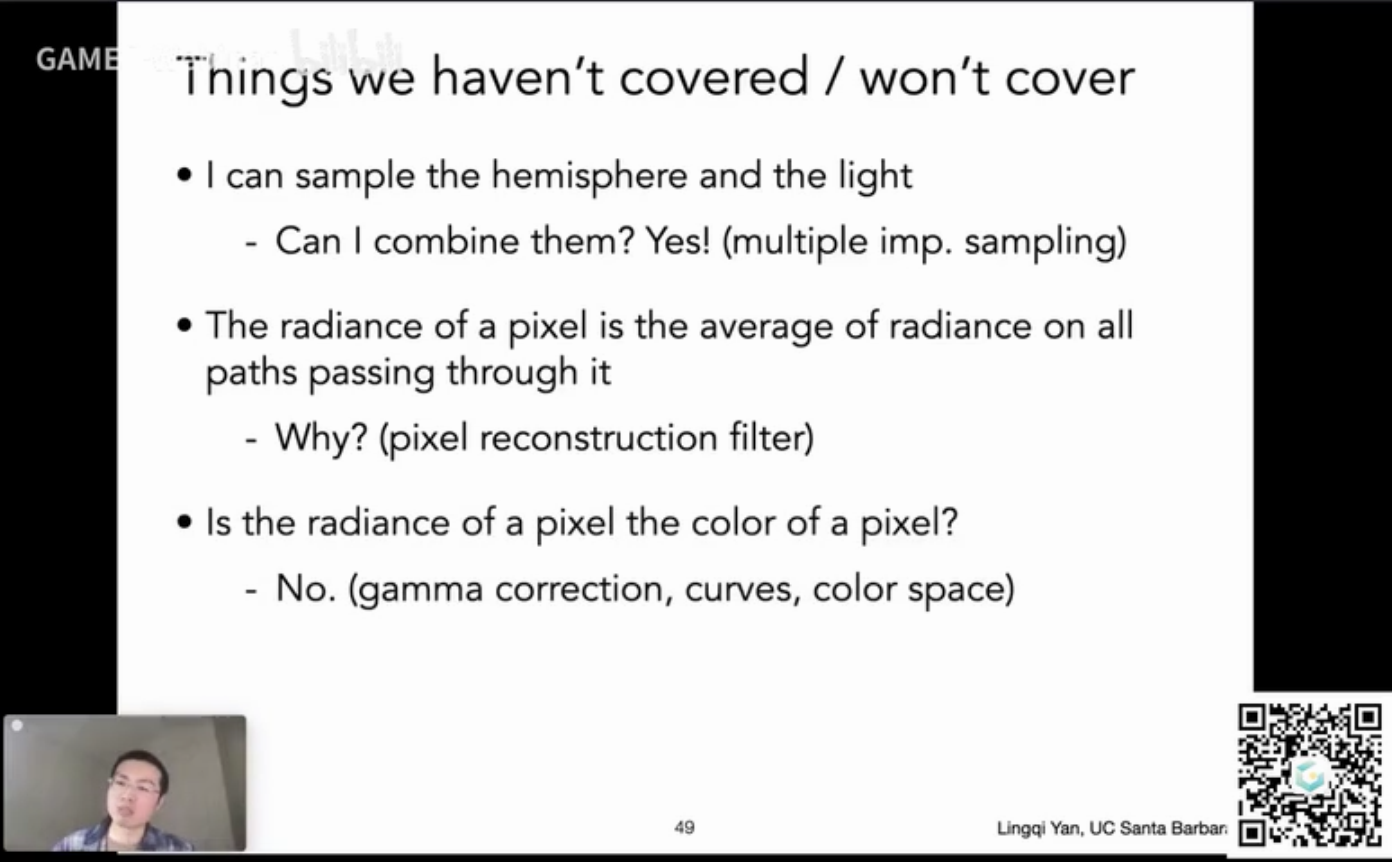 GAME
Things we haven't covered / won't cover
• I can sample the hemisphere and the light
- Can I combine them? Yes! (multiple imp. sampling)
• The radiance of a pixel is the average of radiance on all
paths passing through it
- Why? (pixel reconstruction filter)
• Is the radiance of a pixel the color of a pixel?
- No. (gamma correction, curves, color space)
49
Lingqi Yan, UC Santa Barbar